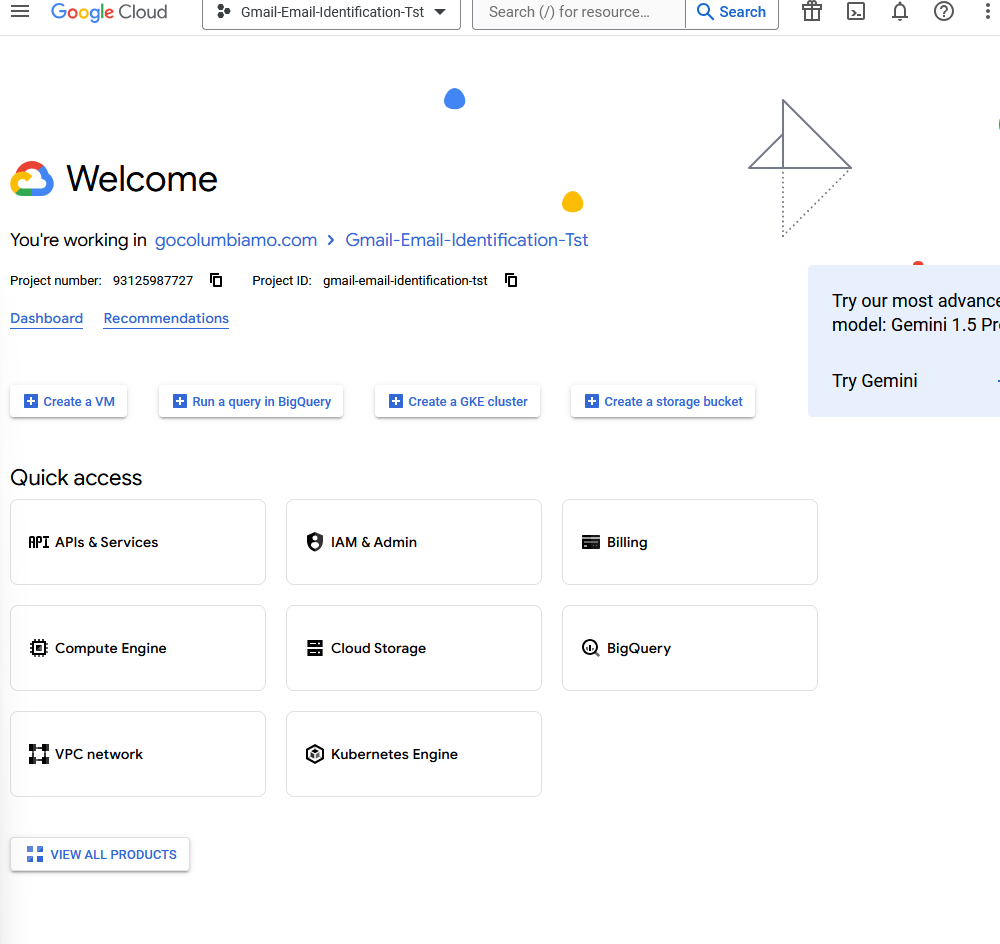 Google Cloud
Gmail-Email-Identification-Tst
Search (/) for resource...
Search
Welcome
You're working in gocolumbiamo.com > Gmail-Email-Identification-Tst
Project number: 93125987727 Project ID: gmail-email-identification-tst
Dashboard Recommendations
Try our most advance
model: Gemini 1.5 Pr
Try Gemini
Create a VM
Run a query in BigQuery
Create a GKE cluster
Create a storage bucket
Quick access
API APIs & Services
IAM & Admin
Billing
Compute Engine
Cloud Storage
BigQuery
VPC network
Kubernetes Engine
VIEW ALL PRODUCTS